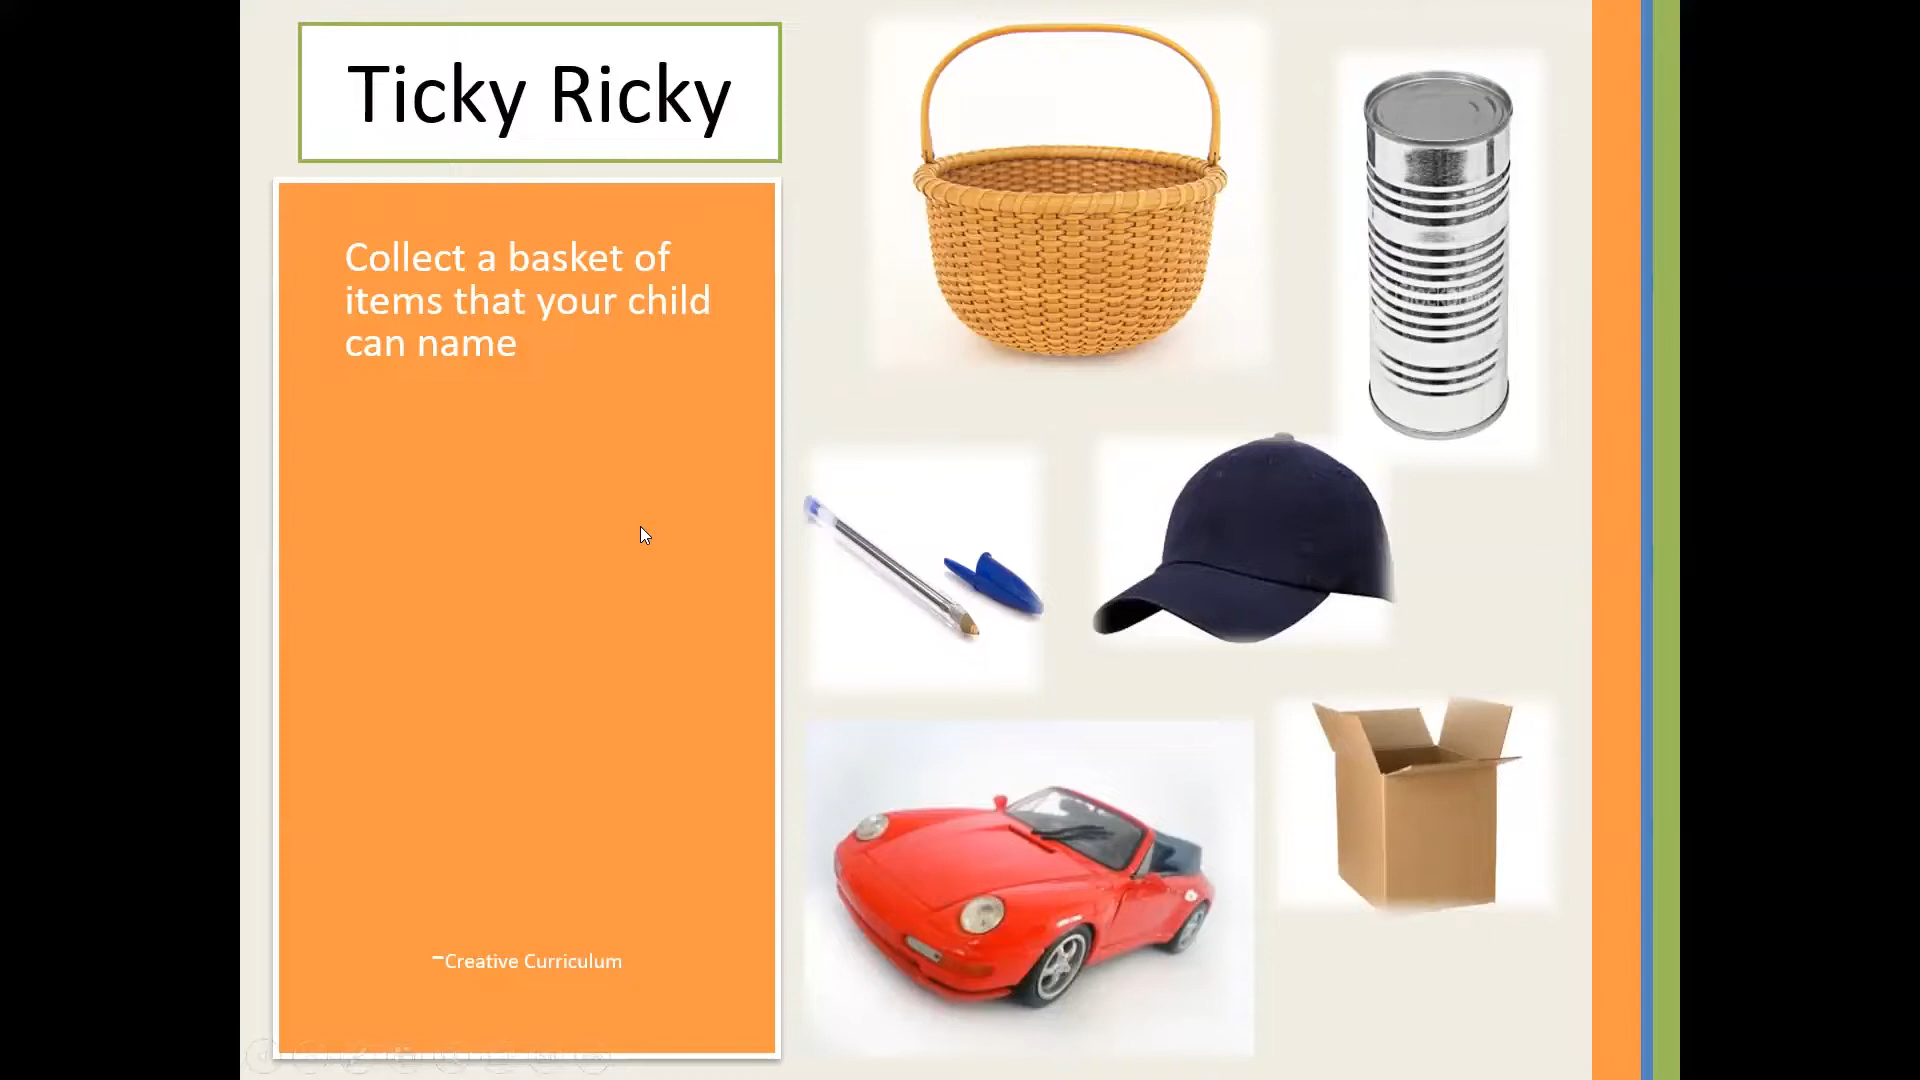 Ticky Ricky
Collect a basket of
items that your child
can name
-Creative Curriculum